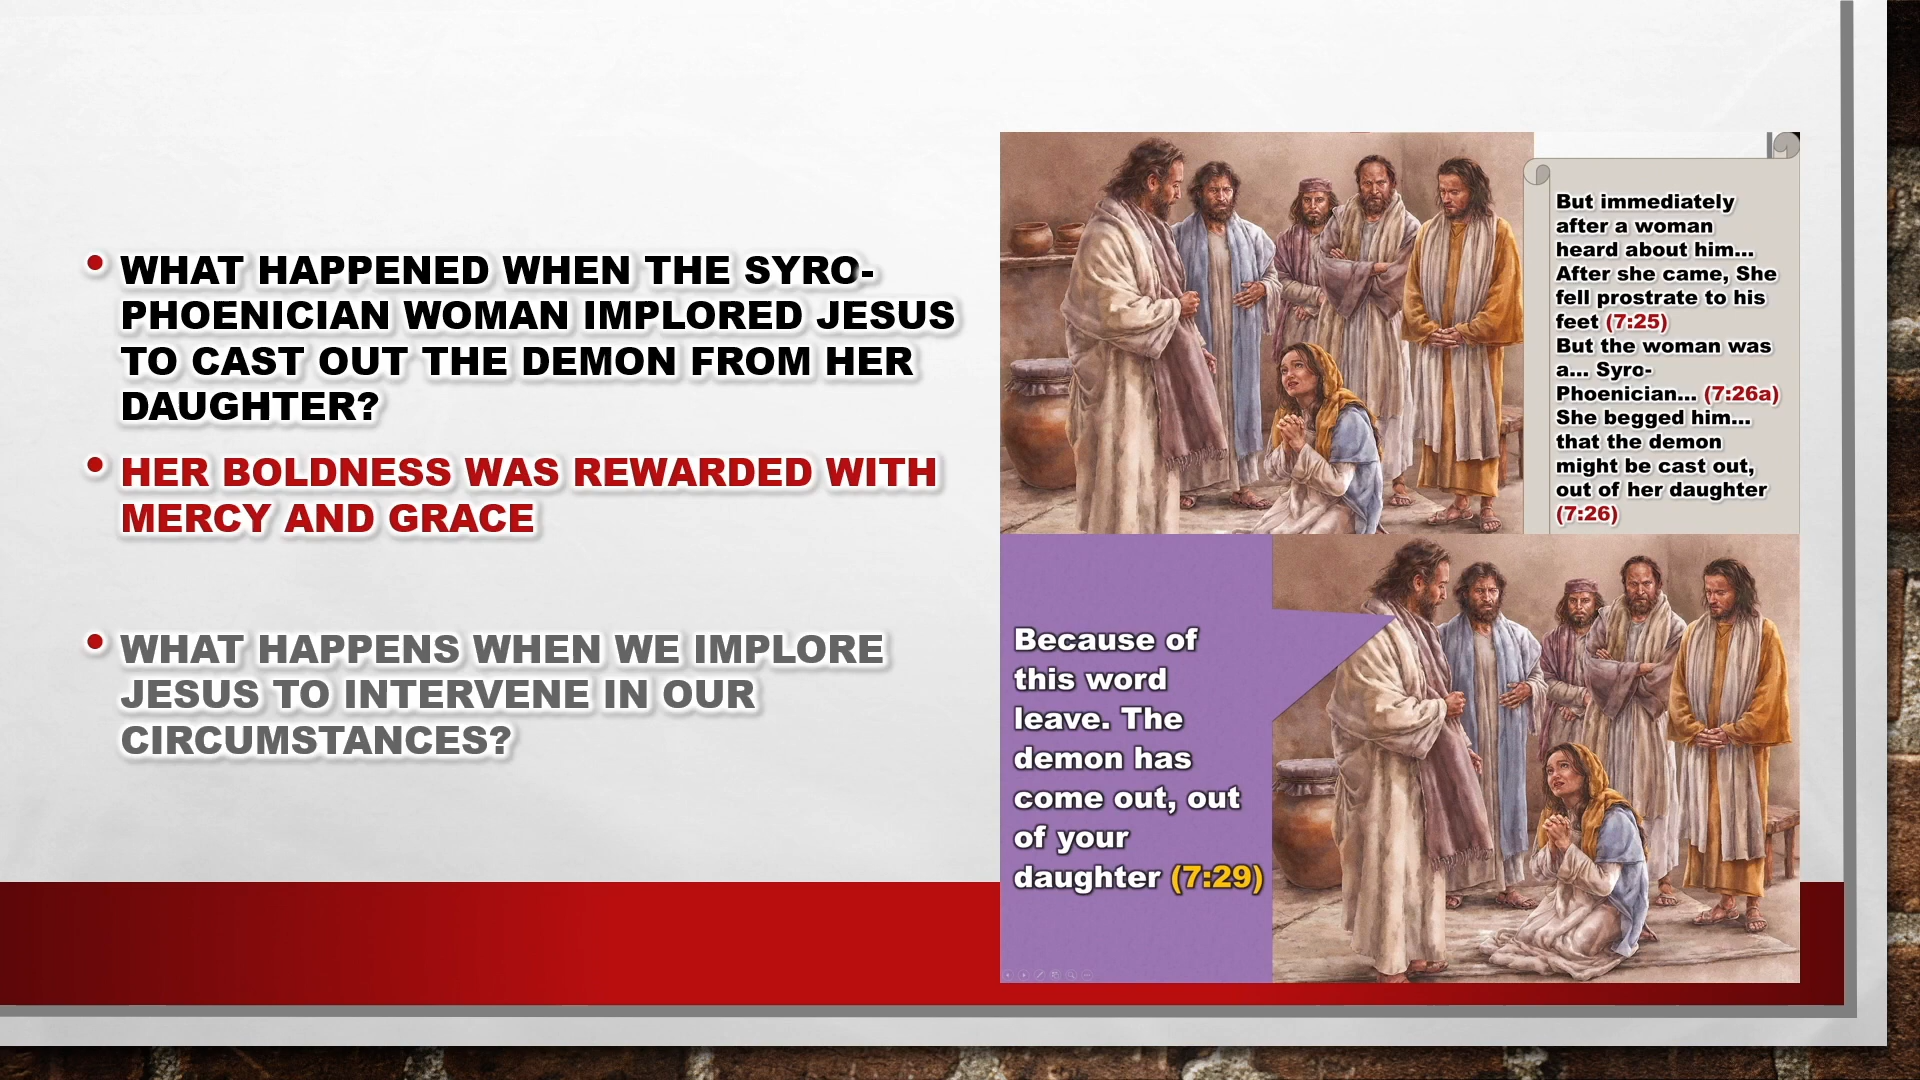 WHAT HAPPENED WHEN THE SYRO-
PHOENICIAN WOMAN IMPLORED JESUS
TO CAST OUT THE DEMON FROM HER
DAUGHTER?
HER BOLDNESS WAS REWARDED WITH
MERCY AND GRACE
WHAT HAPPENS WHEN WE IMPLORE
JESUS TO INTERVENE IN OUR
CIRCUMSTANCES?
But immediately
after a woman
heard about him...
After she came, She
fell prostrate to his
feet (7:25)
But the woman was
a... Syro-
Phoenician... (7:26a)
She begged him...
that the demon
might be cast out,
out of her daughter
(7:26)
Because of
this word
leave. The
demon has
come out, out
of your
daughter (7:29)